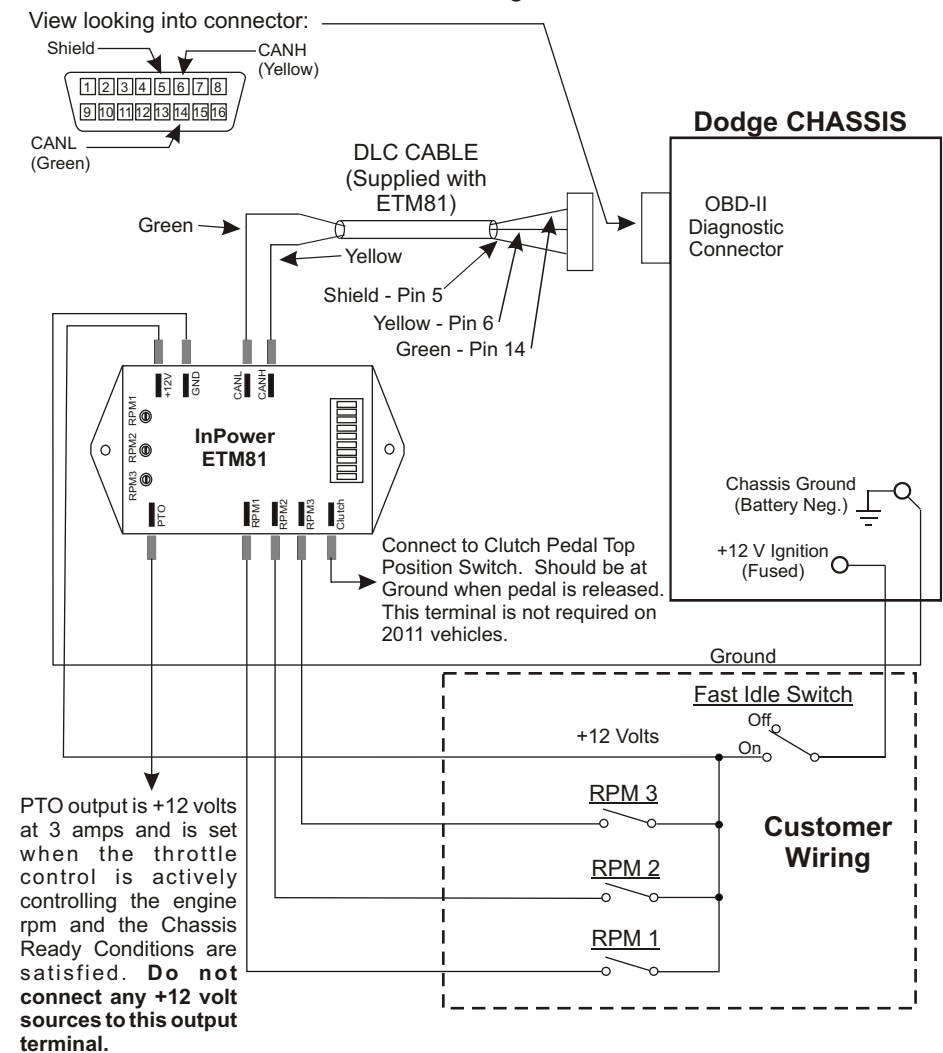 View looking into connector:
Shield
CANH
(Yellow)
1 2 3 4 5 6 7 8
9 10 11 12 13 14 15 16
CANL
(Green)
Dodge CHASSIS
DLC CABLE
(Supplied with
ETM81)
OBD-II
Diagnostic
Connector
Green
Yellow
Shield - Pin 5
Yellow - Pin 6
Green - Pin 14
+12V
GND
CANL
CANH
RPM1
RPM2
RPM3
InPower
ETM81
PTO
RPM1
RPM2
RPM3
Clutch
Chassis Ground
(Battery Neg.)
+12 V Ignition
(Fused)
Connect to Clutch Pedal Top
Position Switch. Should be at
Ground when pedal is released.
This terminal is not required on
2011 vehicles.
Ground
Fast Idle Switch
Off
On
+12 Volts
RPM 3
RPM 2
RPM 1
Customer
Wiring
PTO output is +12 volts
at 3 amps and is set
when the throttle
control is actively
controlling the engine
rpm and the Chassis
Ready Conditions are
satisfied. Do not
connect any +12 volt
sources to this output
terminal.